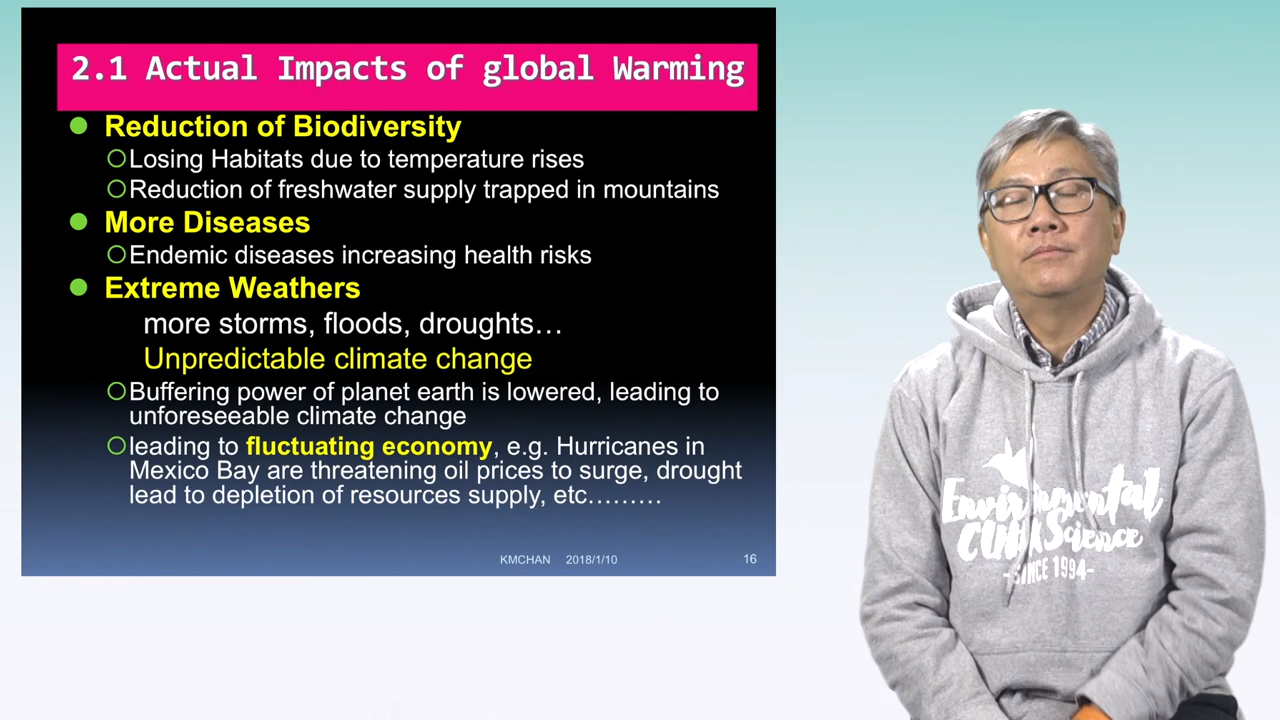 2.1 Actual Impacts of global Warming
Reduction of Biodiversity
Losing Habitats due to temperature rises
Reduction of freshwater supply trapped in mountains
More Diseases
Endemic diseases increasing health risks
Extreme Weathers
more storms, floods, droughts…
Unpredictable climate change
Buffering power of planet earth is lowered, leading to
unforeseeable climate change
leading to fluctuating economy, e.g. Hurricanes in
Mexico Bay are threatening oil prices to surge, drought
lead to depletion of resources supply, etc………
KMCHAN 2018/1/10 16
Environmental
CUHK Science
-SINCE 1994-